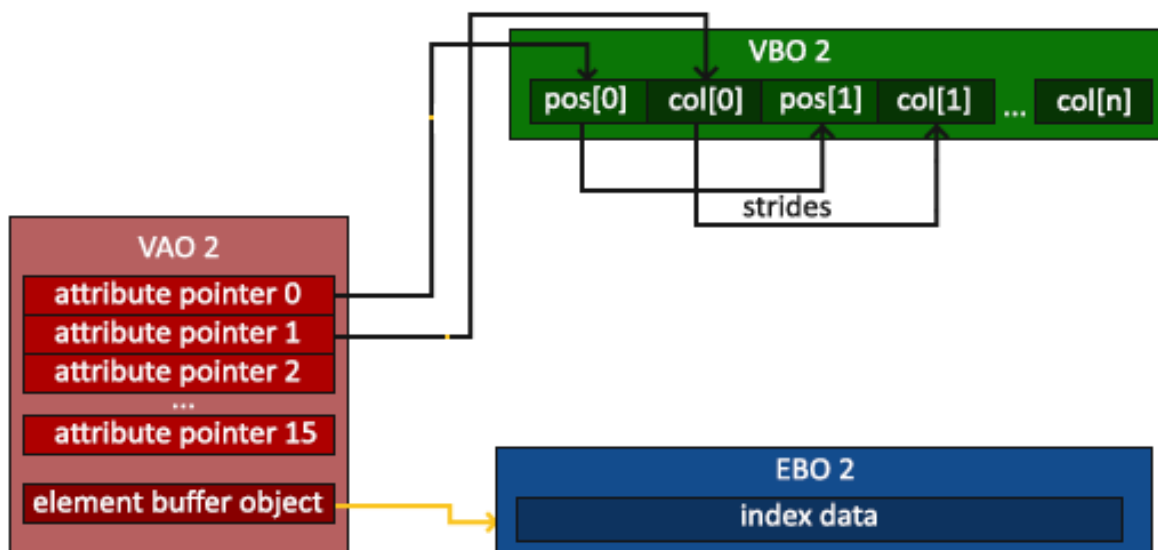 VBO 2
pos[0] col[0] pos[1] col[1] ... col[n]
strides
VAO 2
attribute pointer 0
attribute pointer 1
attribute pointer 2
...
attribute pointer 15
element buffer object
EBO 2
index data